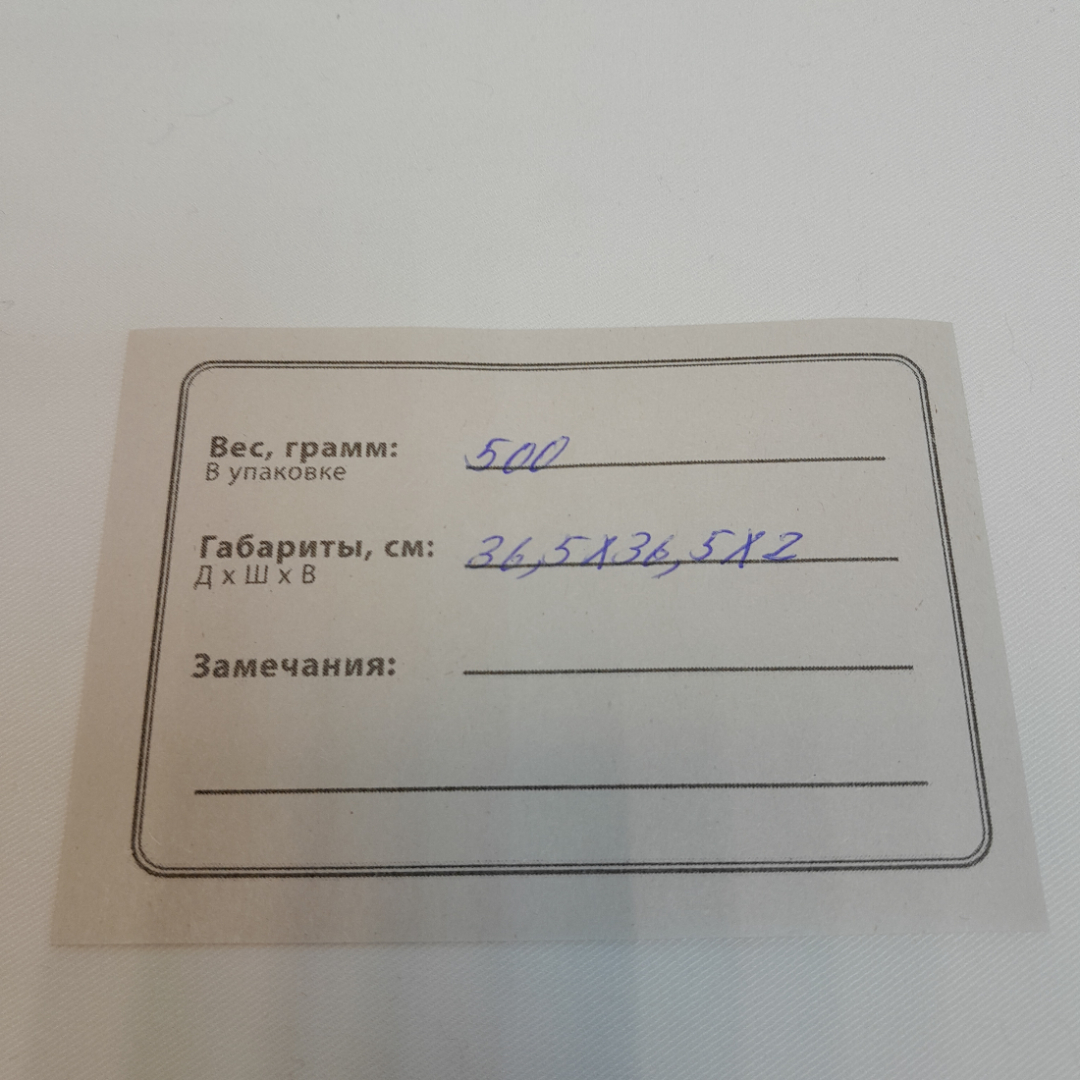 Вес, грамм: 500
В упаковке
Габариты, см: 36,5х36,5х2
Д х Ш х В
Замечания: